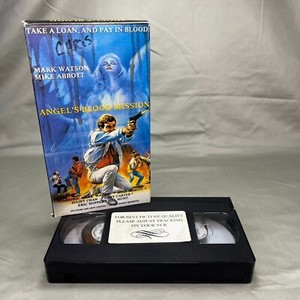 TAKE A LOAN, AND PAY IN BLOOD!
MARK WATSON
MIKE ABBOTT
ANGEL'S BLOOD MISSION
FOR BEST PICTURE QUALITY
PLEASE ADJUST TRACKING
ON YOUR VCR